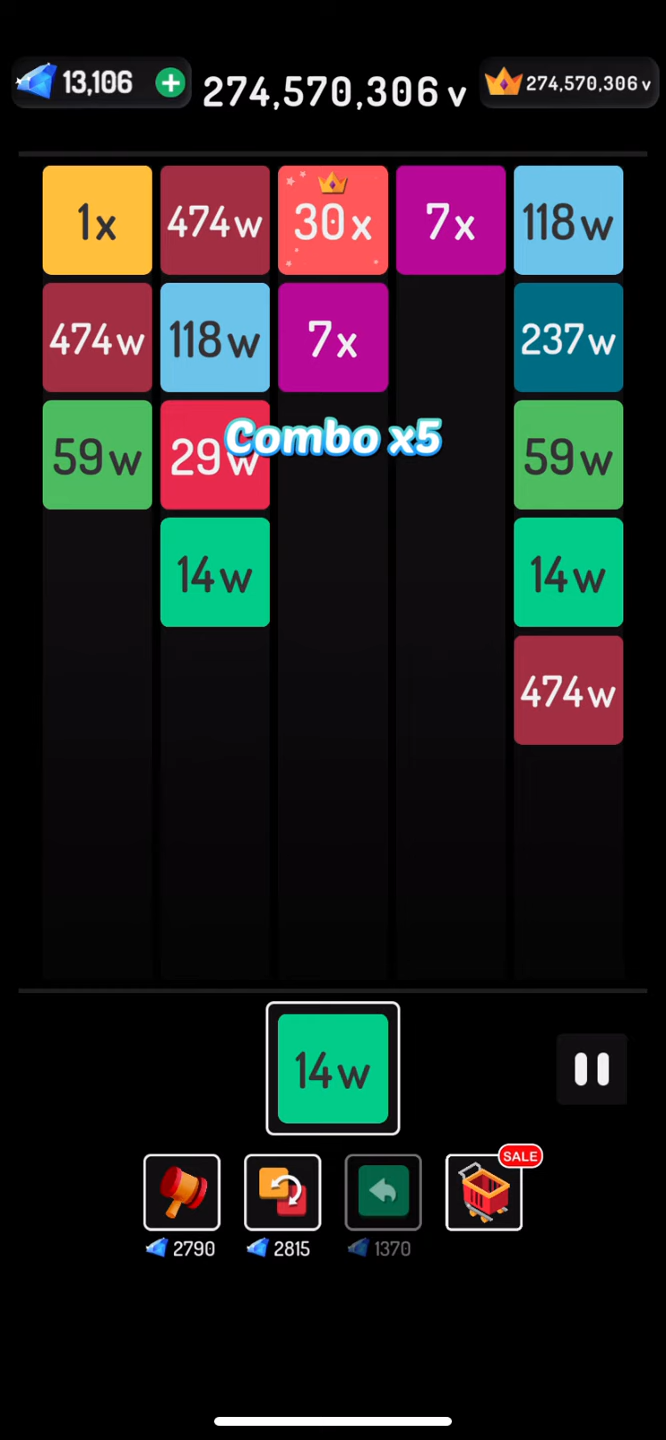 13,106
274,570,306 v
274,570,306 v
1x 474w 30x 7x 118w
474w 118w 7x 237w
Combo x5
59w 29w 59w
14w 14w
474w
14w
SALE
2790 2815 1370